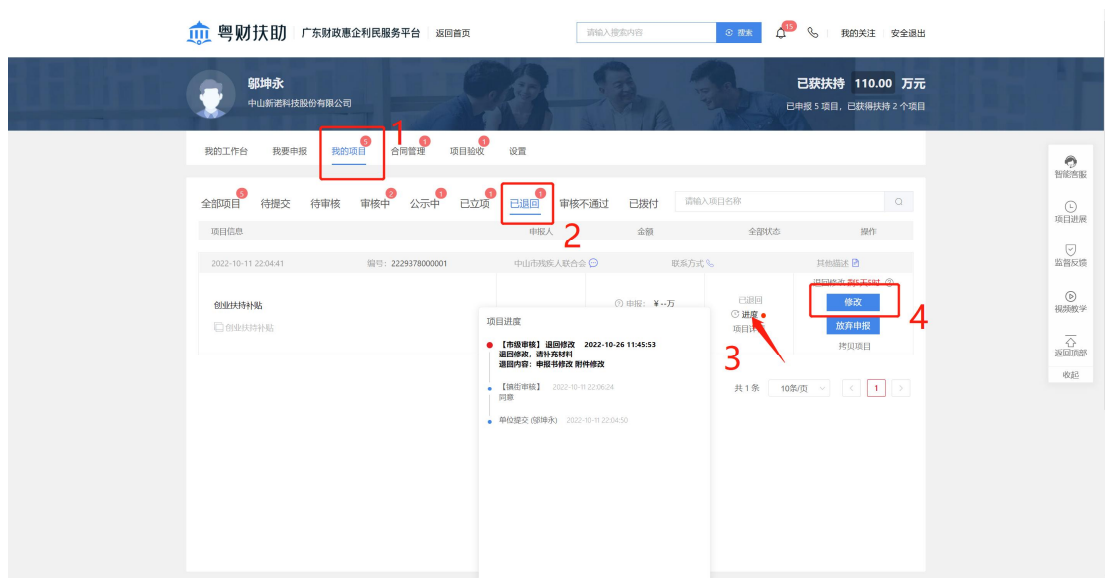 粤财扶助 广东财政惠企利民服务平台 返回首页 请输入搜索内容 搜索 15 我的关注 安全退出
邬坤永 已获扶持 110.00 万元
中山新诺科技股份有限公司 已申报 5 项目，已获得扶持 2 个项目
1
我的工作台 我要申报 我的项目 5 合同管理 1 项目验收 1 设置
全部项目 5 待提交 待审核 审核中 2 公示中 1 已立项 1 已退回 1 审核不通过 已拨付 请输入项目名称
2
项目信息 申报人 金额 全部状态 操作
2022-10-11 22:04:41 编号：2229378000001 中山市残疾人联合会 联系方式 其他描述
创业扶持补贴 申报：￥--万 已退回 修改
创业扶持补贴 进度 放弃申报
拷贝项目
3
4
项目进度
【市级审核】 退回修改 2022-10-26 11:45:53
退回修改，请补充材料
退回内容：申报书修改 附件修改
【镇街审核】 2022-10-11 22:06:24
同意
单位提交 (邬坤永) 2022-10-11 22:04:50
共 1 条 10条/页 < 1 >
智能客服
项目进展
监督反馈
视频教学
返回顶部
收起